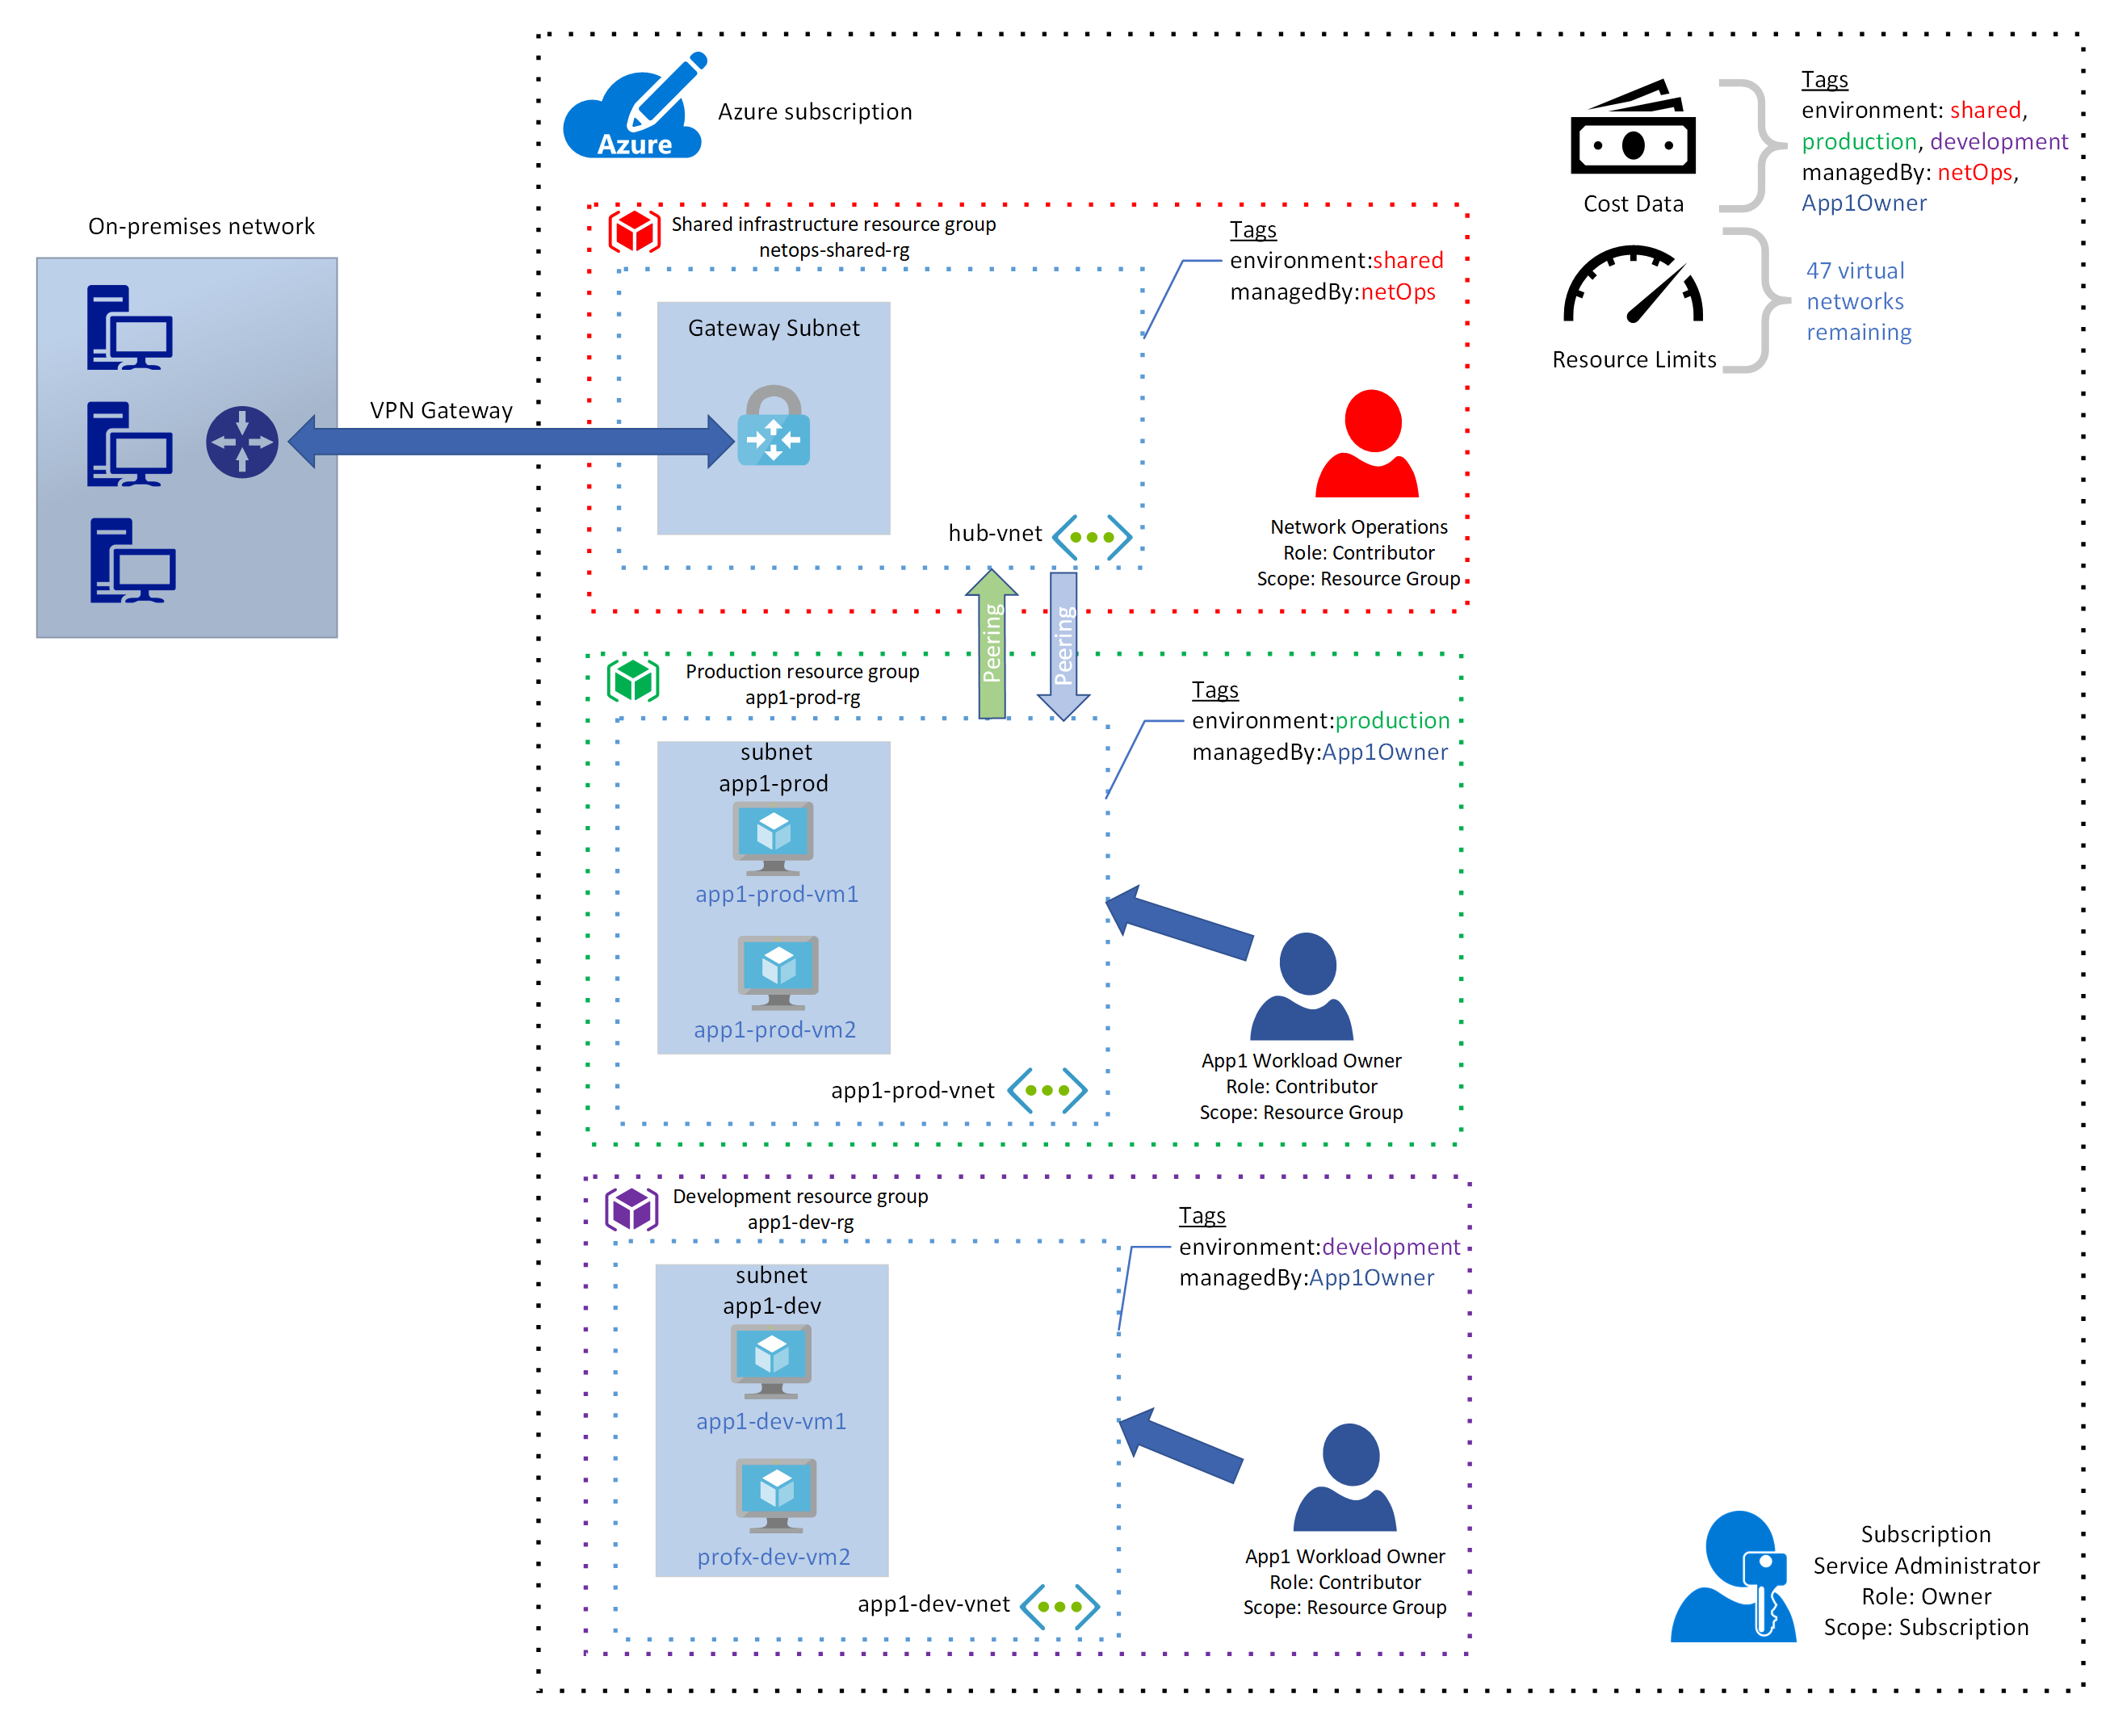 Azure
Azure subscription
Cost Data
Tags
environment: shared,
production, development
managedBy: netOps,
App1Owner
Resource Limits
47 virtual
networks
remaining
On-premises network
VPN Gateway
Shared infrastructure resource group
netops-shared-rg
Tags
environment:shared
managedBy:netOps
Gateway Subnet
hub-vnet
Network Operations
Role: Contributor
Scope: Resource Group
Peering
Peering
Production resource group
app1-prod-rg
Tags
environment:production
managedBy:App1Owner
subnet
app1-prod
app1-prod-vm1
app1-prod-vm2
app1-prod-vnet
App1 Workload Owner
Role: Contributor
Scope: Resource Group
Development resource group
app1-dev-rg
Tags
environment:development
managedBy:App1Owner
subnet
app1-dev
app1-dev-vm1
profx-dev-vm2
app1-dev-vnet
App1 Workload Owner
Role: Contributor
Scope: Resource Group
Subscription
Service Administrator
Role: Owner
Scope: Subscription